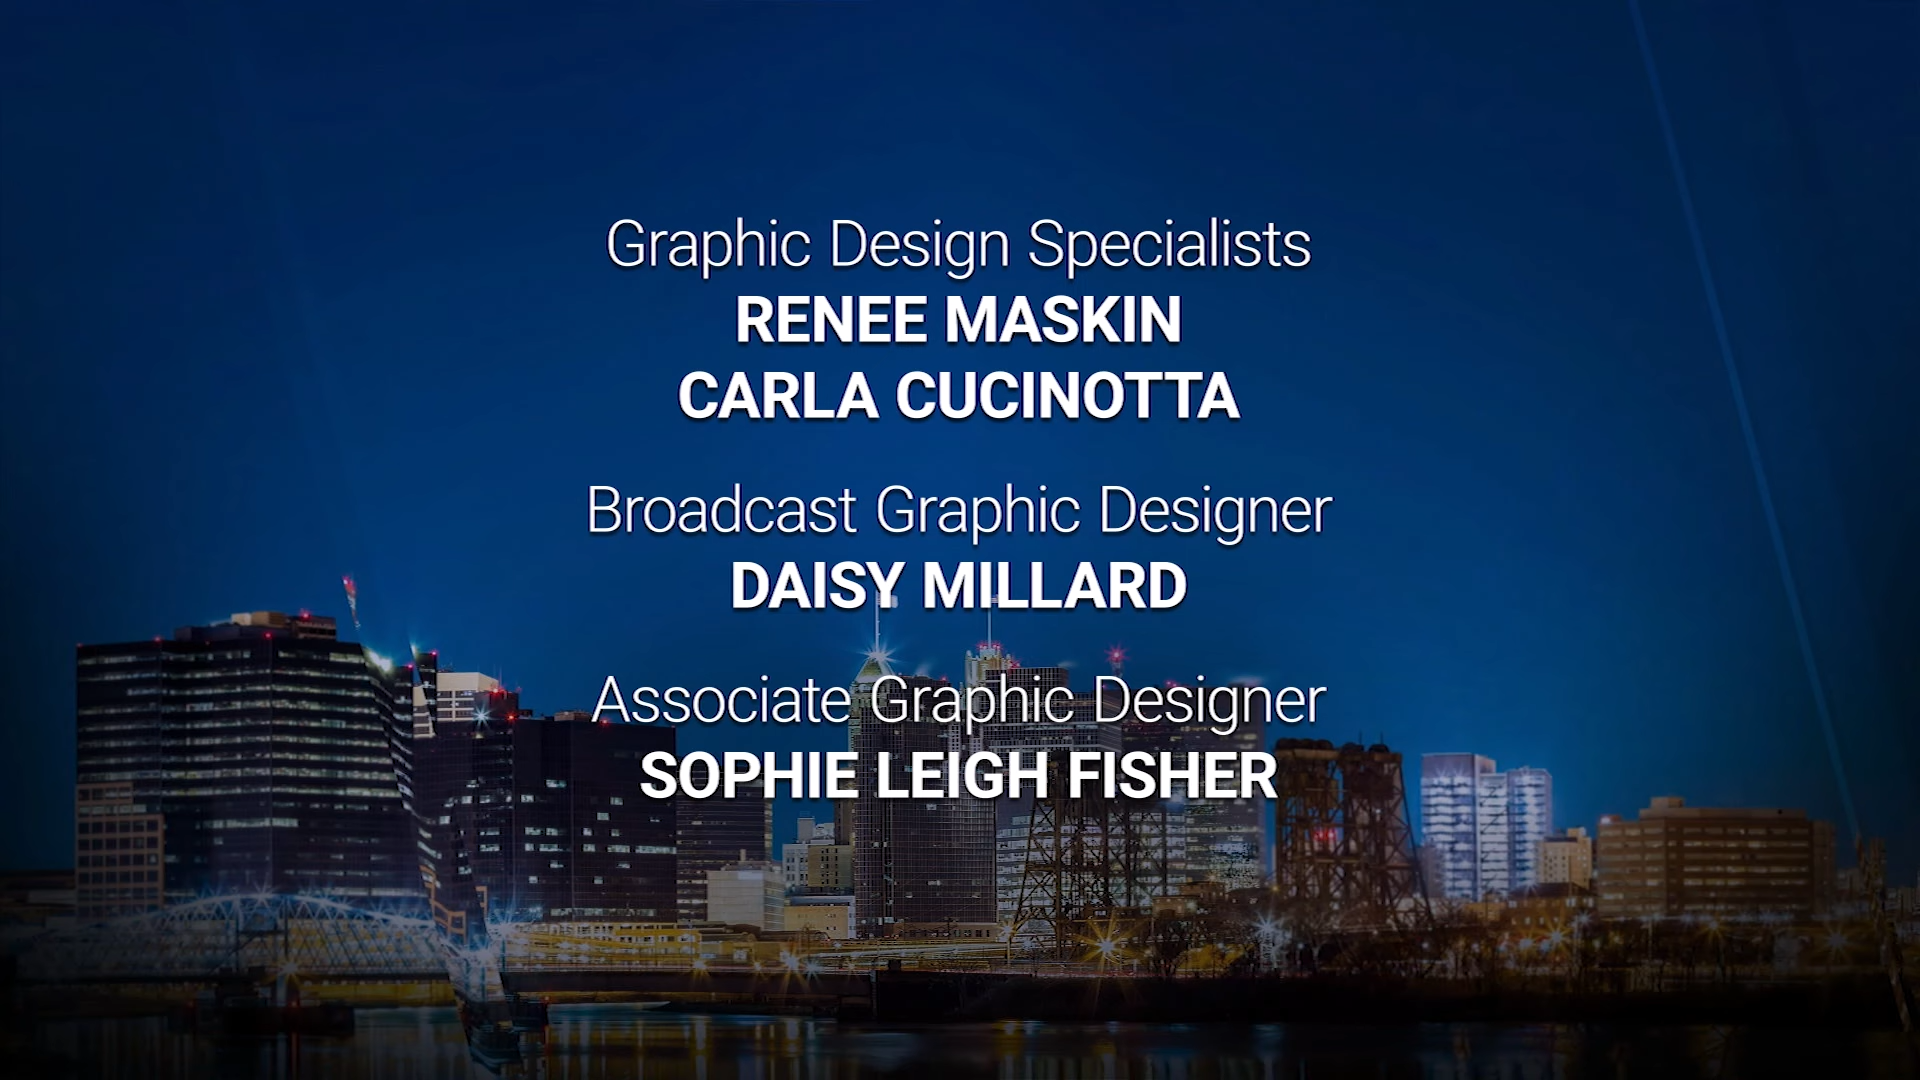 Graphic Design Specialists
RENEE MASKIN
CARLA CUCINOTTA
Broadcast Graphic Designer
DAISY MILLARD
Associate Graphic Designer
SOPHIE LEIGH FISHER